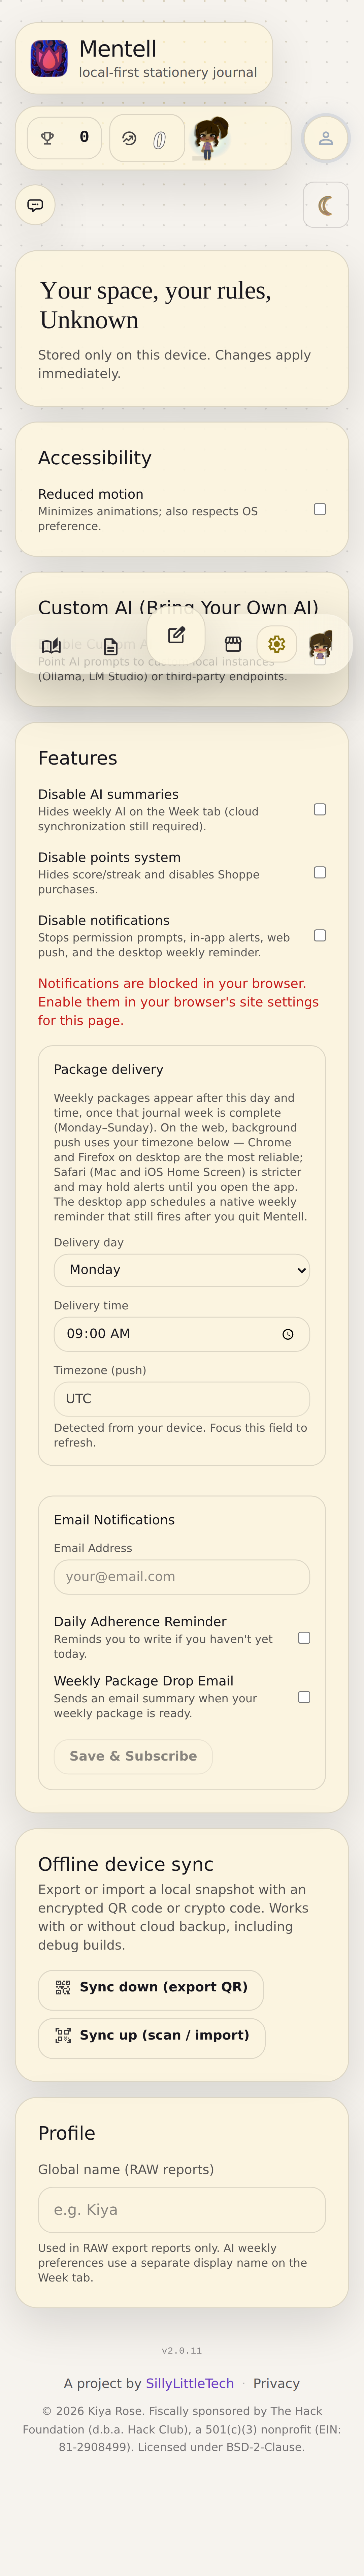 Mentell
local-first stationery journal
0
0
Your space, your rules,
Unknown
Stored only on this device. Changes apply
immediately.
Accessibility
Reduced motion
Minimizes animations; also respects OS
preference.
Custom AI (Bring Your Own AI)
Point AI prompts to custom local instances
(Ollama, LM Studio) or third-party endpoints.
Features
Disable AI summaries
Hides weekly AI on the Week tab (cloud
synchronization still required).
Disable points system
Hides score/streak and disables Shoppe
purchases.
Disable notifications
Stops permission prompts, in-app alerts, web
push, and the desktop weekly reminder.
Notifications are blocked in your browser.
Enable them in your browser's site settings
for this page.
Package delivery
Weekly packages appear after this day and
time, once that journal week is complete
(Monday–Sunday). On the web, background
push uses your timezone below — Chrome
and Firefox on desktop are the most reliable;
Safari (Mac and iOS Home Screen) is stricter
and may hold alerts until you open the app.
The desktop app schedules a native weekly
reminder that still fires after you quit Mentell.
Delivery day
Monday
Delivery time
09:00 AM
Timezone (push)
UTC
Detected from your device. Focus this field to
refresh.
Email Notifications
Email Address
your@email.com
Daily Adherence Reminder
Reminds you to write if you haven't yet
today.
Weekly Package Drop Email
Sends an email summary when your
weekly package is ready.
Save & Subscribe
Offline device sync
Export or import a local snapshot with an
encrypted QR code or crypto code. Works
with or without cloud backup, including
debug builds.
Sync down (export QR)
Sync up (scan / import)
Profile
Global name (RAW reports)
e.g. Kiya
Used in RAW export reports only. AI weekly
preferences use a separate display name on the
Week tab.
v2.0.11
A project by SillyLittleTech · Privacy
© 2026 Kiya Rose. Fiscally sponsored by The Hack
Foundation (d.b.a. Hack Club), a 501(c)(3) nonprofit (EIN:
81-2908499). Licensed under BSD-2-Clause.